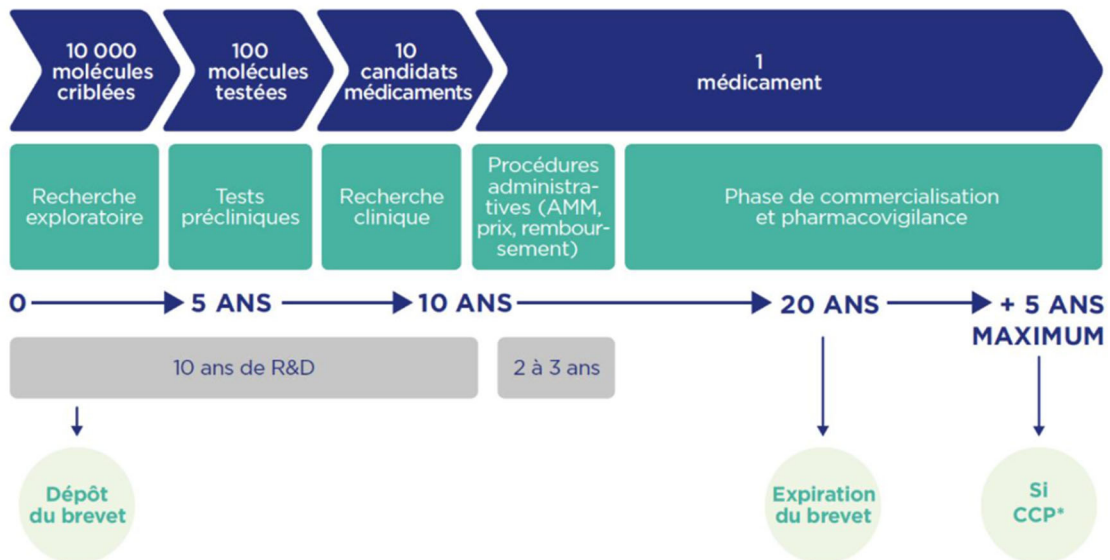 10 000
molécules
criblées
100
molécules
testées
10
candidats
médicaments
1
médicament
Recherche
exploratoire
Tests
précliniques
Recherche
clinique
Procédures
administra-
tives (AMM,
prix, rembour-
sement)
Phase de commercialisation
et pharmacovigilance
0
5 ANS
10 ANS
20 ANS
+ 5 ANS
MAXIMUM
10 ans de R&D
2 à 3 ans
Dépôt
du brevet
Expiration
du brevet
Si
CCP*